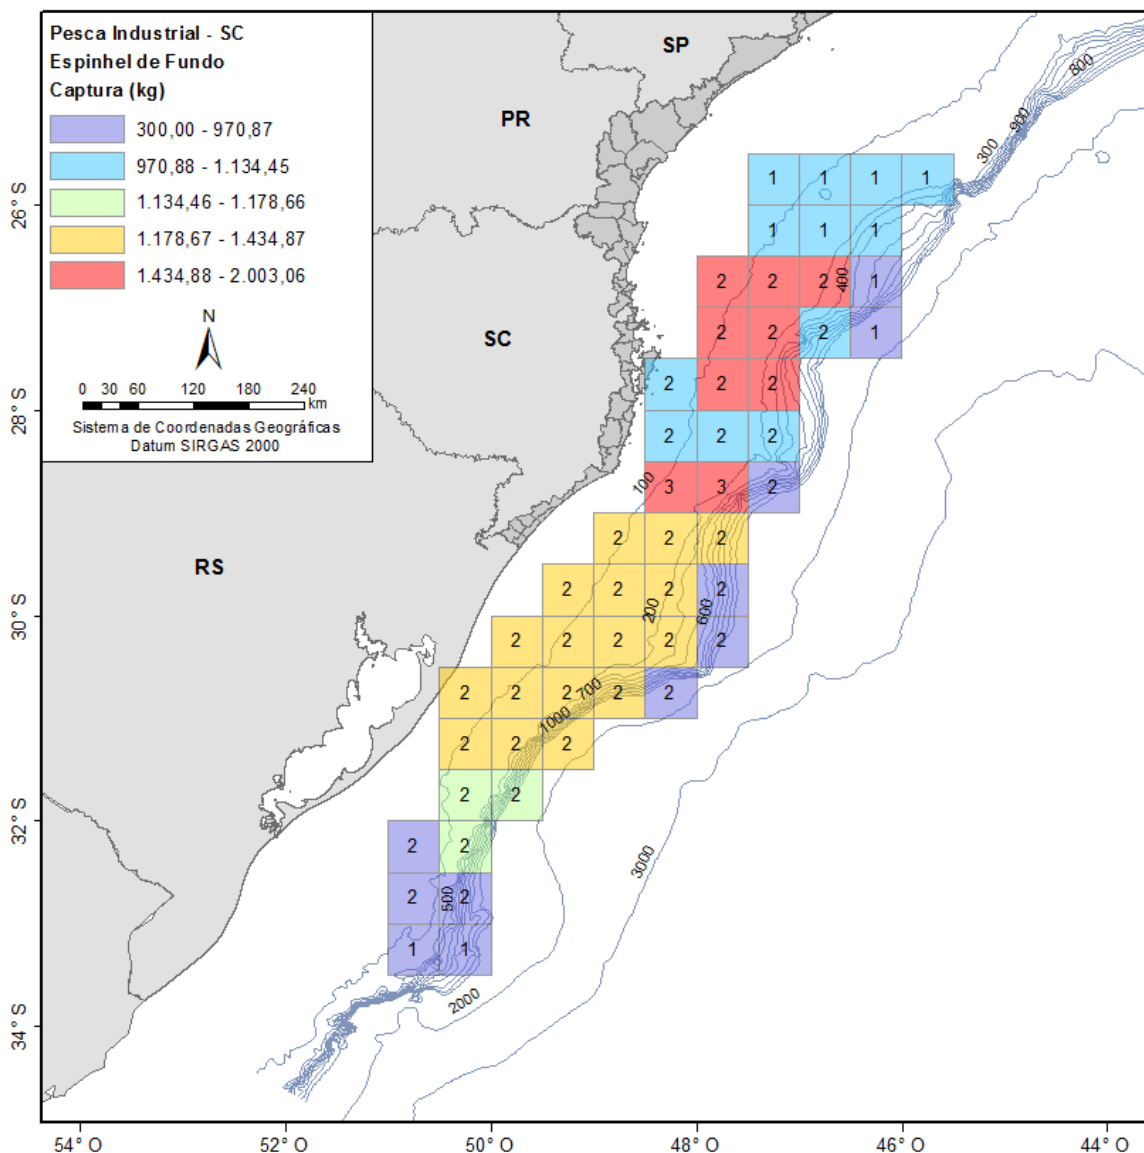 Pesca Industrial - SC
Espinhel de Fundo
Captura (kg)
300,00 - 970,87
970,88 - 1.134,45
1.134,46 - 1.178,66
1.178,67 - 1.434,87
1.434,88 - 2.003,06
N
0 30 60 120 180 240
km
Sistema de Coordenadas Geográficas
Datum SIRGAS 2000
SP
PR
SC
RS
800
900
300
1 1 1 1
1 1 1
2 2 2 400 1
2 2 2 1
2 2 2
2 2 2
100 3 3 2
2 2 2
2 2 2 2
200 600
2 2 2 2 2
2 2 2 700 2 2
1000
2 2 2
2 2
2 2
2 500 2
1 1
3000
2000
26° S
28° S
30° S
32° S
34° S
54° O 52° O 50° O 48° O 46° O 44° O